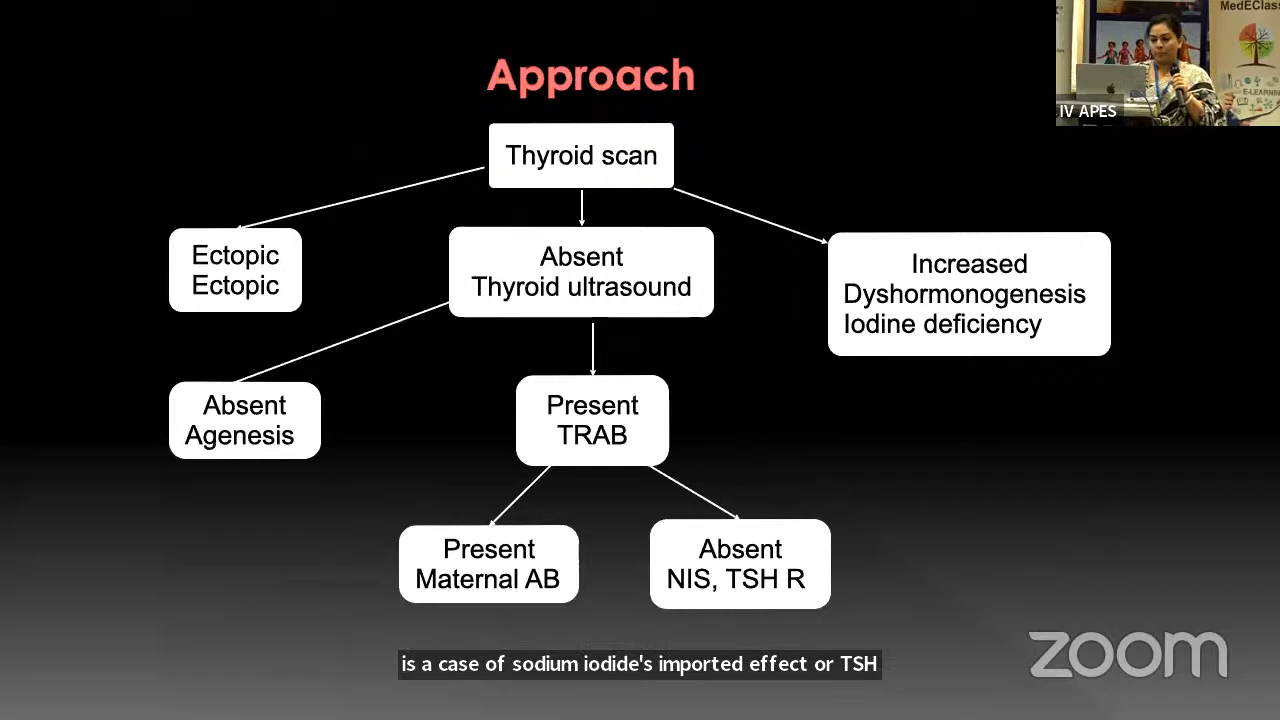 Approach
MedEClass
Thyroid scan
E-LEARNING
IV APES
Ectopic
Ectopic
Absent
Thyroid ultrasound
Increased
Dyshormonogenesis
Iodine deficiency
Absent
Agenesis
Present
TRAB
Present
Maternal AB
Absent
NIS, TSH R
is a case of sodium iodide's imported effect or TSH
zoom